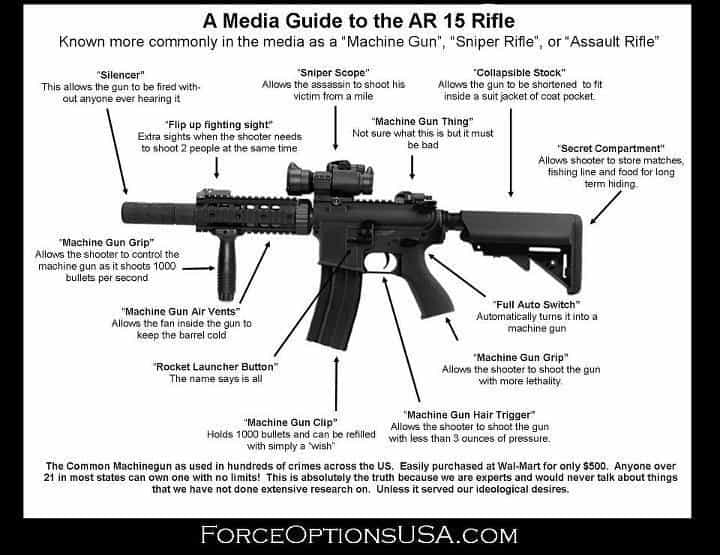 A Media Guide to the AR 15 Rifle
Known more commonly in the media as a "Machine Gun", "Sniper Rifle", or "Assault Rifle"
"Silencer"
This allows the gun to be fired with-
out anyone ever hearing it
"Sniper Scope"
Allows the assassin to shoot his
victim from a mile
"Collapsible Stock"
Allows the gun to be shortened to fit
inside a suit jacket of coat pocket.
"Flip up fighting sight"
Extra sights when the shooter needs
to shoot 2 people at the same time
"Machine Gun Thing"
Not sure what this is but it must
be bad
"Secret Compartment"
Allows shooter to store matches,
fishing line and food for long
term hiding.
"Machine Gun Grip"
Allows the shooter to control the
machine gun as it shoots 1000
bullets per second
"Machine Gun Air Vents"
Allows the fan inside the gun to
keep the barrel cold
"Full Auto Switch"
Automatically turns it into a
machine gun
"Rocket Launcher Button"
The name says is all
"Machine Gun Grip"
Allows the shooter to shoot the gun
with more lethality.
"Machine Gun Clip"
Holds 1000 bullets and can be refilled
with simply a "wish"
"Machine Gun Hair Trigger"
Allows the shooter to shoot the gun
with less than 3 ounces of pressure.
The Common Machinegun as used in hundreds of crimes across the US. Easily purchased at Wal-Mart for only $500. Anyone over
21 in most states can own one with no limits! This is absolutely the truth because we are experts and would never talk about things
that we have not done extensive research on. Unless it served our ideological desires.
FORCEOPTIONSUSA.COM